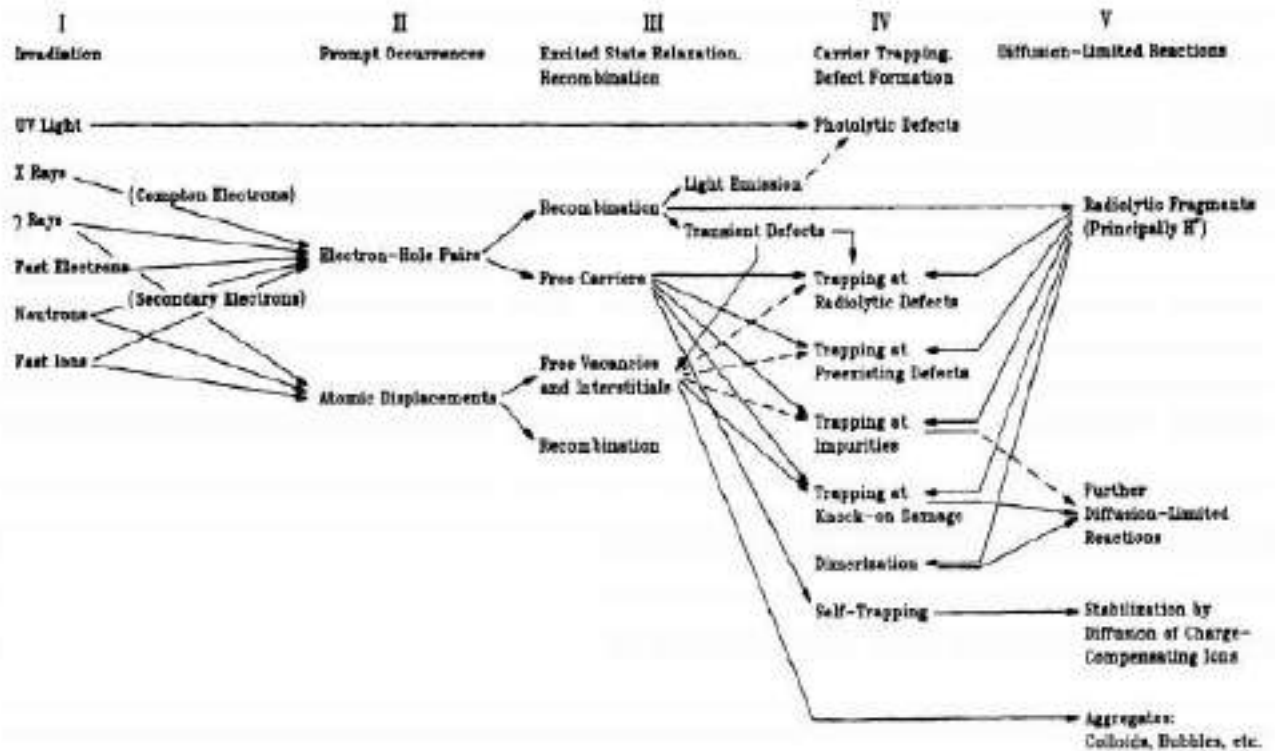 I
II
III
IV
V
Irradiation
Prompt Occurrences
Excited State Relaxation,
Recombination
Carrier Trapping,
Defect Formation
Diffusion-Limited Reactions
UV Light
Photolytic Defects
X Rays
(Compton Electrons)
Light Emission
γ Rays
Recombination
Radiolytic Fragments
(Principally H°)
Transient Defects
Electron-Hole Pairs
Fast Electrons
Free Carriers
Trapping at
Radiolytic Defects
(Secondary Electrons)
Neutrons
Trapping at
Preexisting Defects
Fast Ions
Free Vacancies
and Interstitials
Atomic Displacements
Trapping at
Impurities
Recombination
Trapping at
Knock-on Damage
Further
Diffusion-Limited
Reactions
Dimerisation
Self-Trapping
Stabilization by
Diffusion of Charge-
Compensating Ions
Aggregates:
Colloids, Bubbles, etc.